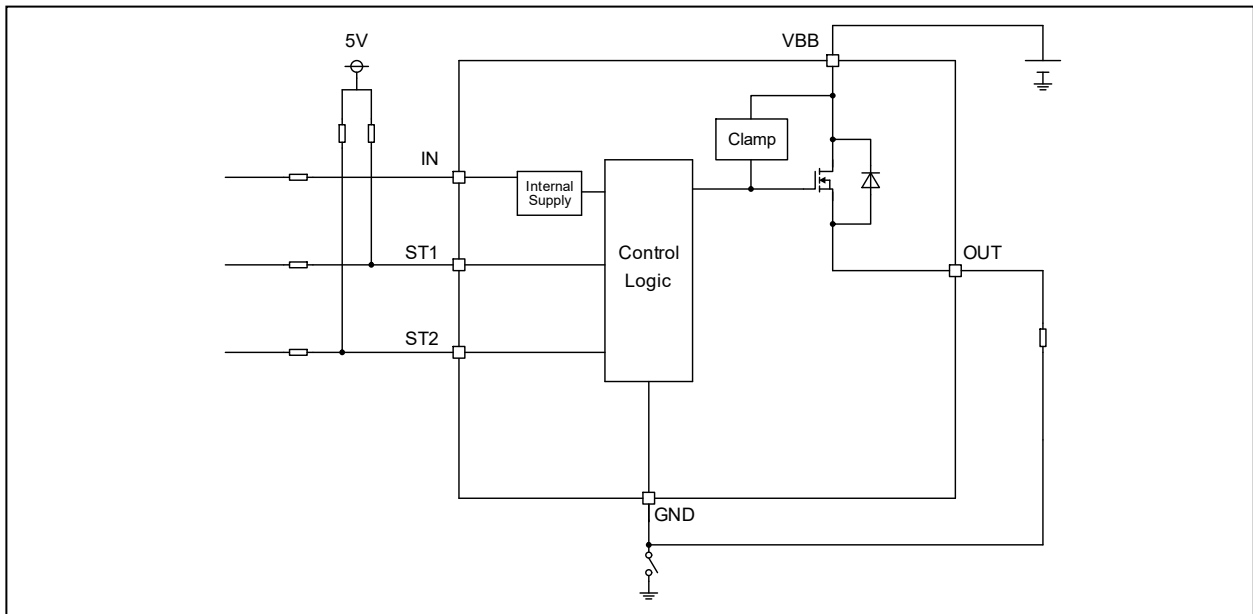 5V
VBB
Clamp
IN
Internal
Supply
Control
Logic
ST1
OUT
ST2
GND